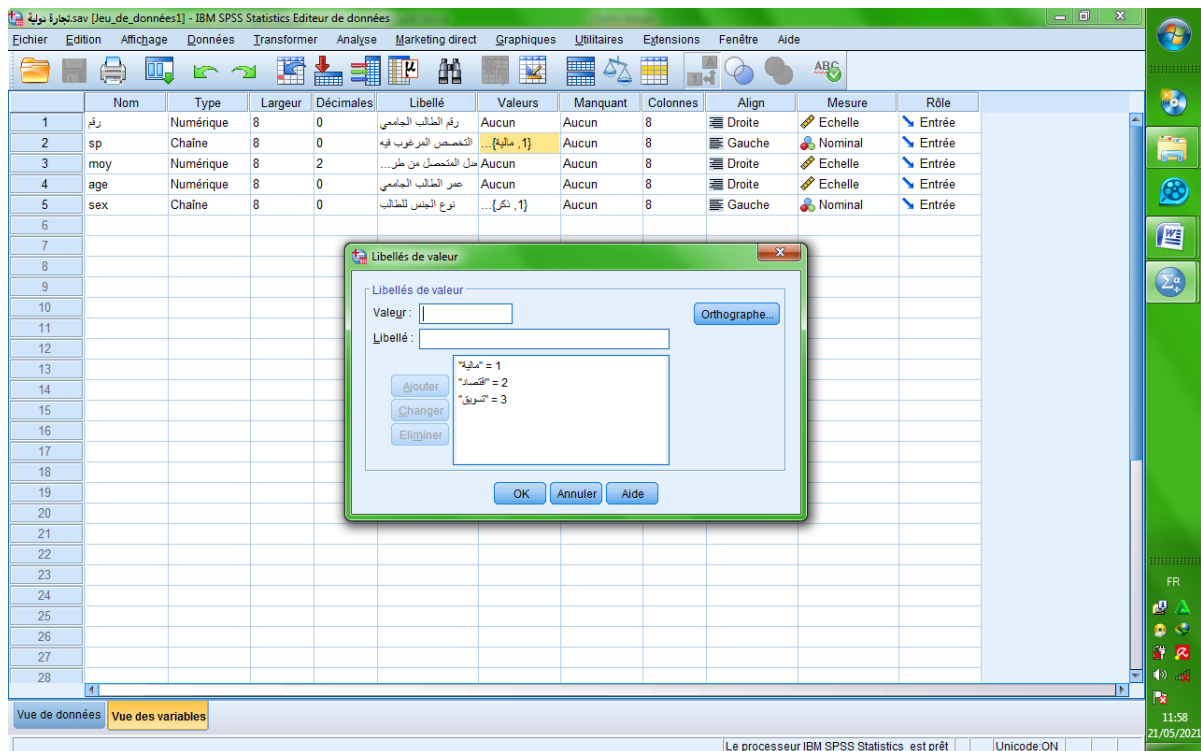 تجارة دولية.sav [Jeu_de_données1] - IBM SPSS Statistics Editeur de données
Fichier Edition Affichage Données Transformer Analyse Marketing direct Graphiques Utilitaires Extensions Fenêtre Aide
Nom Type Largeur Décimales Libellé Valeurs Manquant Colonnes Align Mesure Rôle
1 رقم Numérique 8 0 رقم الطالب الجامعي Aucun Aucun 8 Droite Echelle Entrée
2 sp Chaîne 8 0 التخصص المرغوب فيه {1, مالية}... Aucun 8 Gauche Nominal Entrée
3 moy Numérique 8 2 دل المتحصل من طر... Aucun Aucun 8 Droite Echelle Entrée
4 age Numérique 8 0 عمر الطالب الجامعي Aucun Aucun 8 Droite Echelle Entrée
5 sex Chaîne 8 0 نوع الجنس للطالب {1, ذكر}... Aucun 8 Gauche Nominal Entrée
6
7
8
9
10
11
12
13
14
15
16
17
18
19
20
21
22
23
24
25
26
27
28
Libellés de valeur
Libellés de valeur
Valeur :
Orthographe...
Libellé :
1 = "مالية"
2 = "اقتصاد"
3 = "تسويق"
Ajouter
Changer
Eliminer
OK Annuler Aide
Vue de données Vue des variables
Le processeur IBM SPSS Statistics est prêt Unicode:ON
FR
11:58
21/05/2021